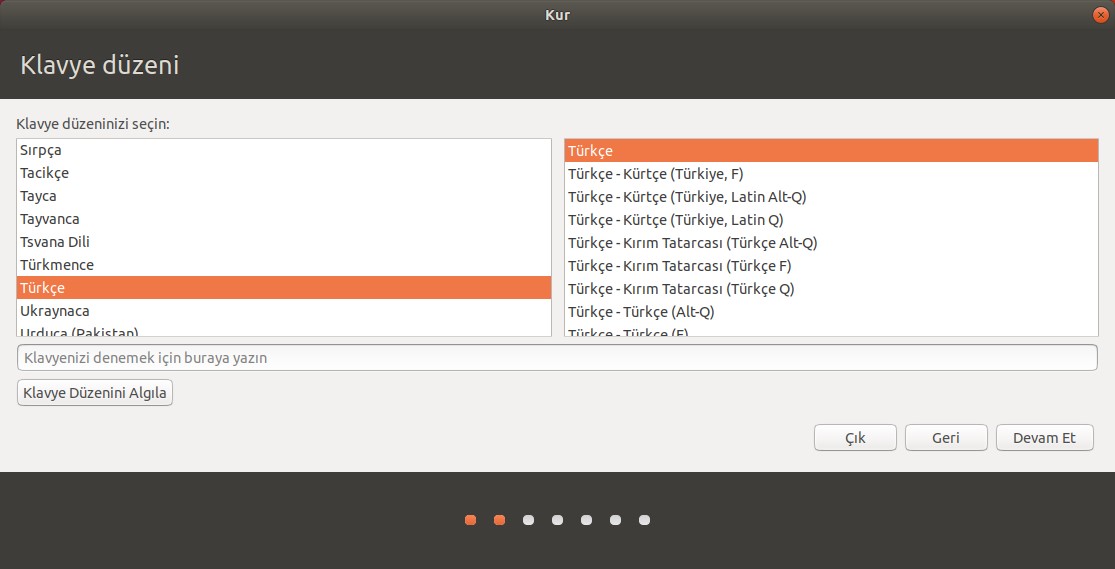 Kur
Klavye düzeni
Klavye düzeninizi seçin:
Sırpça
Tacikçe
Tayca
Tayvanca
Tsvana Dili
Türkmence
Türkçe
Ukraynaca
Urduca (Pakistan)
Türkçe
Türkçe - Kürtçe (Türkiye, F)
Türkçe - Kürtçe (Türkiye, Latin Alt-Q)
Türkçe - Kürtçe (Türkiye, Latin Q)
Türkçe - Kırım Tatarcası (Türkçe Alt-Q)
Türkçe - Kırım Tatarcası (Türkçe F)
Türkçe - Kırım Tatarcası (Türkçe Q)
Türkçe - Türkçe (Alt-Q)
Türkçe - Türkçe (F)
Klavyenizi denemek için buraya yazın
Klavye Düzenini Algıla
Çık
Geri
Devam Et